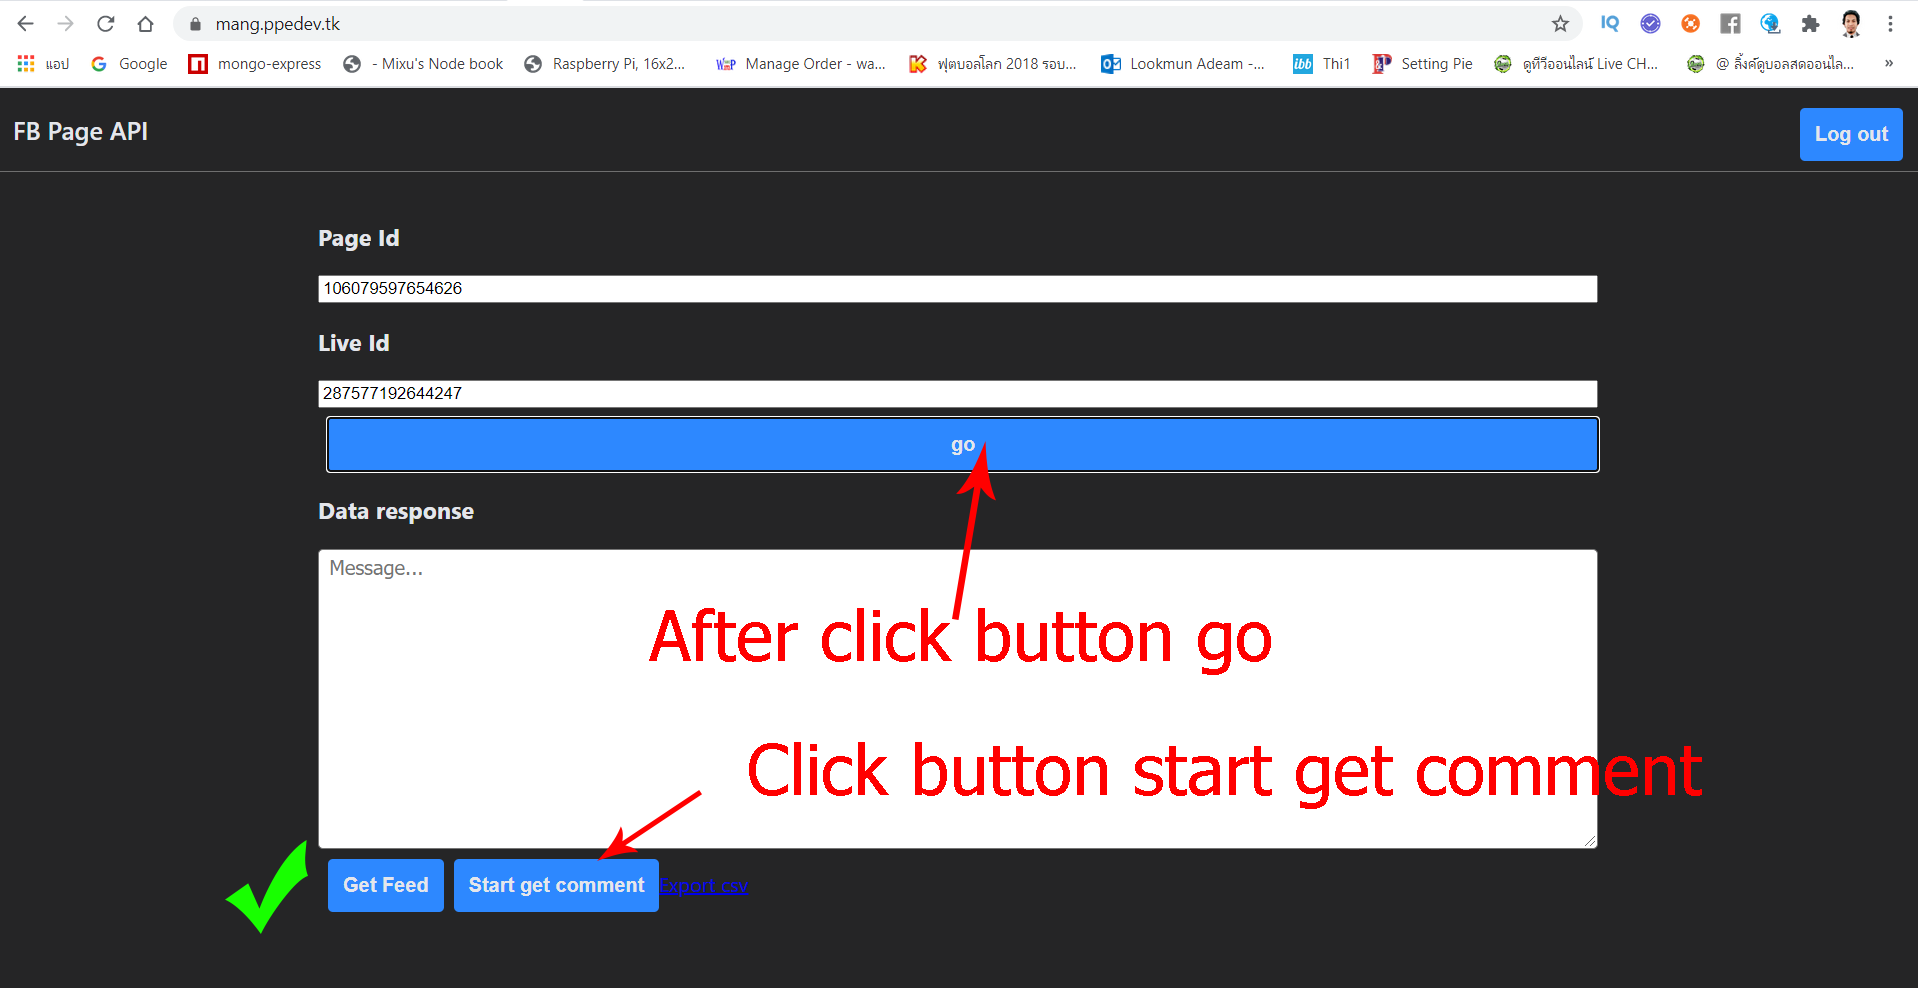 mang.ppedev.tk
IQ
แอป Google mongo-express - Mixu's Node book Raspberry Pi, 16x2... Manage Order - wa... ฟุตบอลโลก 2018 รอบ... Lookmun Adeam -... ibb Thi1 Setting Pie ดูทีวีออนไลน์ Live CH... @ ลิ้งค์ดูบอลสดออนไล... »
FB Page API
Log out
Page Id
106079597654626
Live Id
287577192644247
go
Data response
Message...
After click button go
Click button start get comment
Get Feed Start get comment Export csv